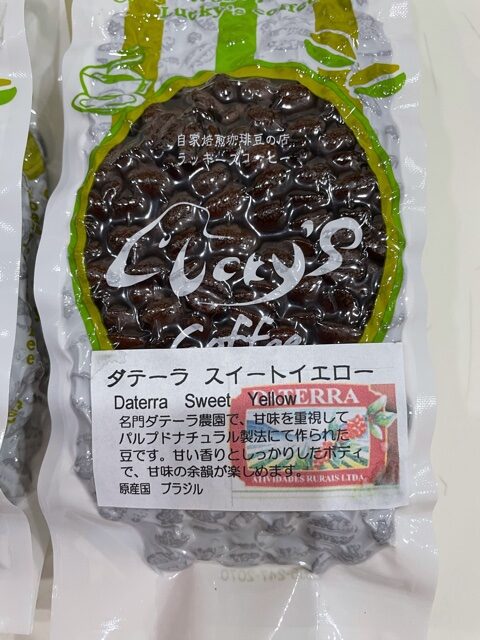 Lucky's Coffee
自家焙煎珈琲豆の店
ラッキーズコーヒー
Lucky's
Coffee
ダテーラ スイートイエロー
Daterra Sweet Yellow
名門ダテーラ農園で、甘味を重視して
パルプドナチュラル製法にて作られた
豆です。甘い香りとしっかりしたボディ
で、甘味の余韻が楽しめます。
原産国 ブラジル
DATERRA
ATIVIDADES RURAIS LTDA.